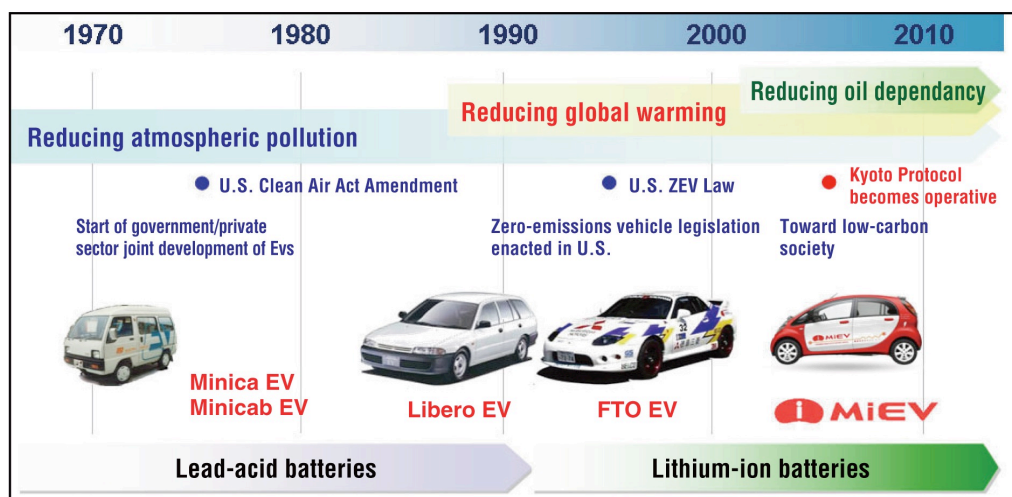 1970 1980 1990 2000 2010
Reducing oil dependancy
Reducing global warming
Reducing atmospheric pollution
U.S. Clean Air Act Amendment
U.S. ZEV Law
Kyoto Protocol
becomes operative
Start of government/private
sector joint development of Evs
Zero-emissions vehicle legislation
enacted in U.S.
Toward low-carbon
society
32
MiEV
Minica EV
Minicab EV
Libero EV
FTO EV
i MiEV
Lead-acid batteries
Lithium-ion batteries